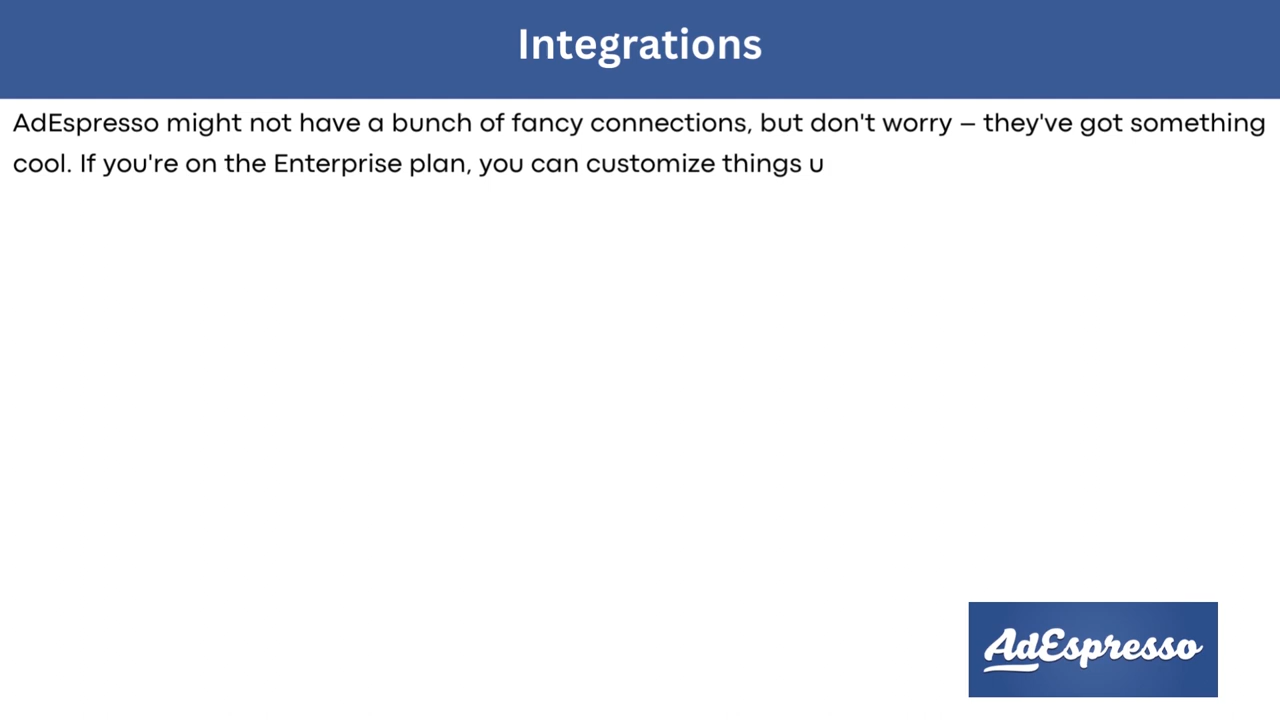 Integrations
AdEspresso might not have a bunch of fancy connections, but don't worry – they've got something
cool. If you're on the Enterprise plan, you can customize things u
AdEspresso